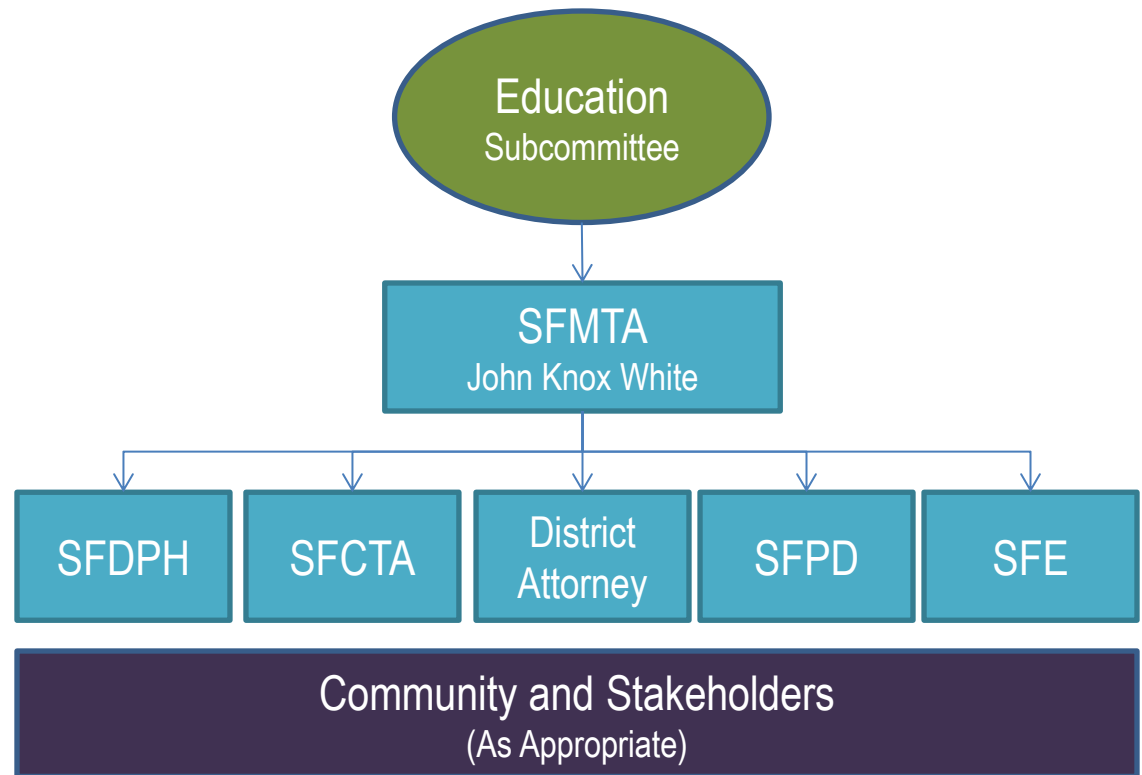 Education
Subcommittee
SFMTA
John Knox White
SFDPH
SFCTA
District
Attorney
SFPD
SFE
Community and Stakeholders
(As Appropriate)